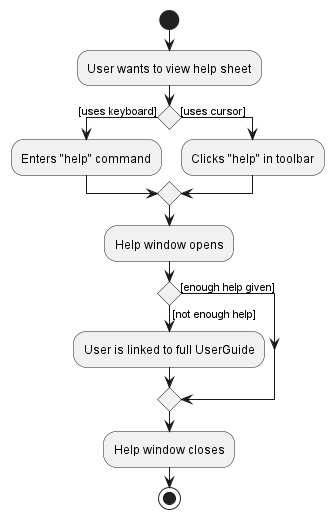 User wants to view help sheet
[uses keyboard]
[uses cursor]
Enters "help" command
Clicks "help" in toolbar
Help window opens
[enough help given]
[not enough help]
User is linked to full UserGuide
Help window closes